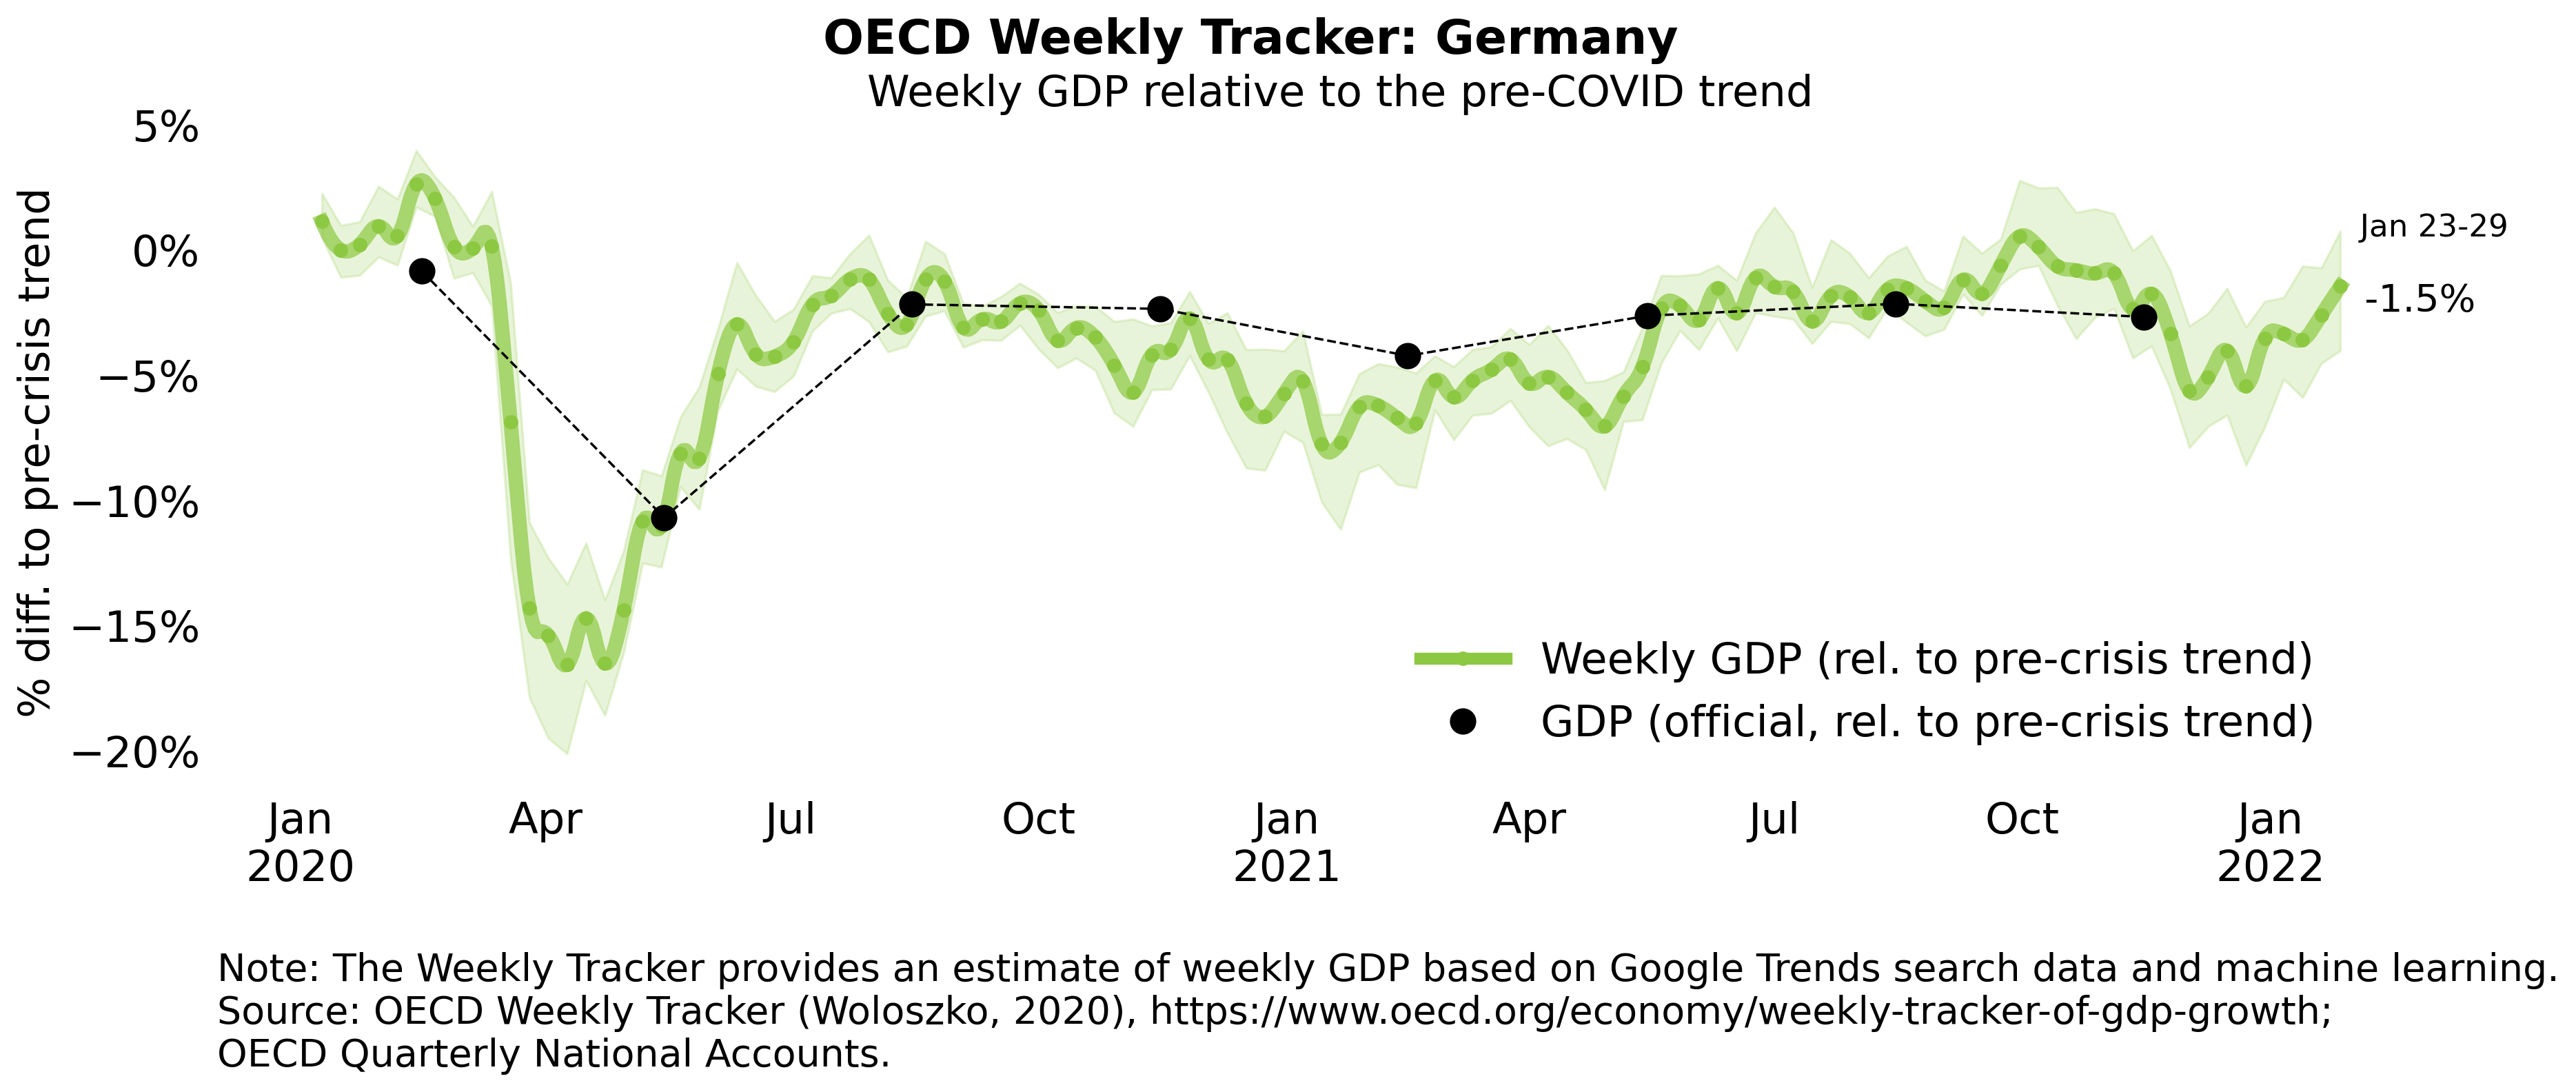 OECD Weekly Tracker: Germany
Weekly GDP relative to the pre-COVID trend
% diff. to pre-crisis trend
5%
0%
−5%
−10%
−15%
−20%
Jan 23-29
-1.5%
Weekly GDP (rel. to pre-crisis trend)
GDP (official, rel. to pre-crisis trend)
Jan Apr Jul Oct Jan Apr Jul Oct Jan
2020 2021 2022
Note: The Weekly Tracker provides an estimate of weekly GDP based on Google Trends search data and machine learning.
Source: OECD Weekly Tracker (Woloszko, 2020), https://www.oecd.org/economy/weekly-tracker-of-gdp-growth;
OECD Quarterly National Accounts.